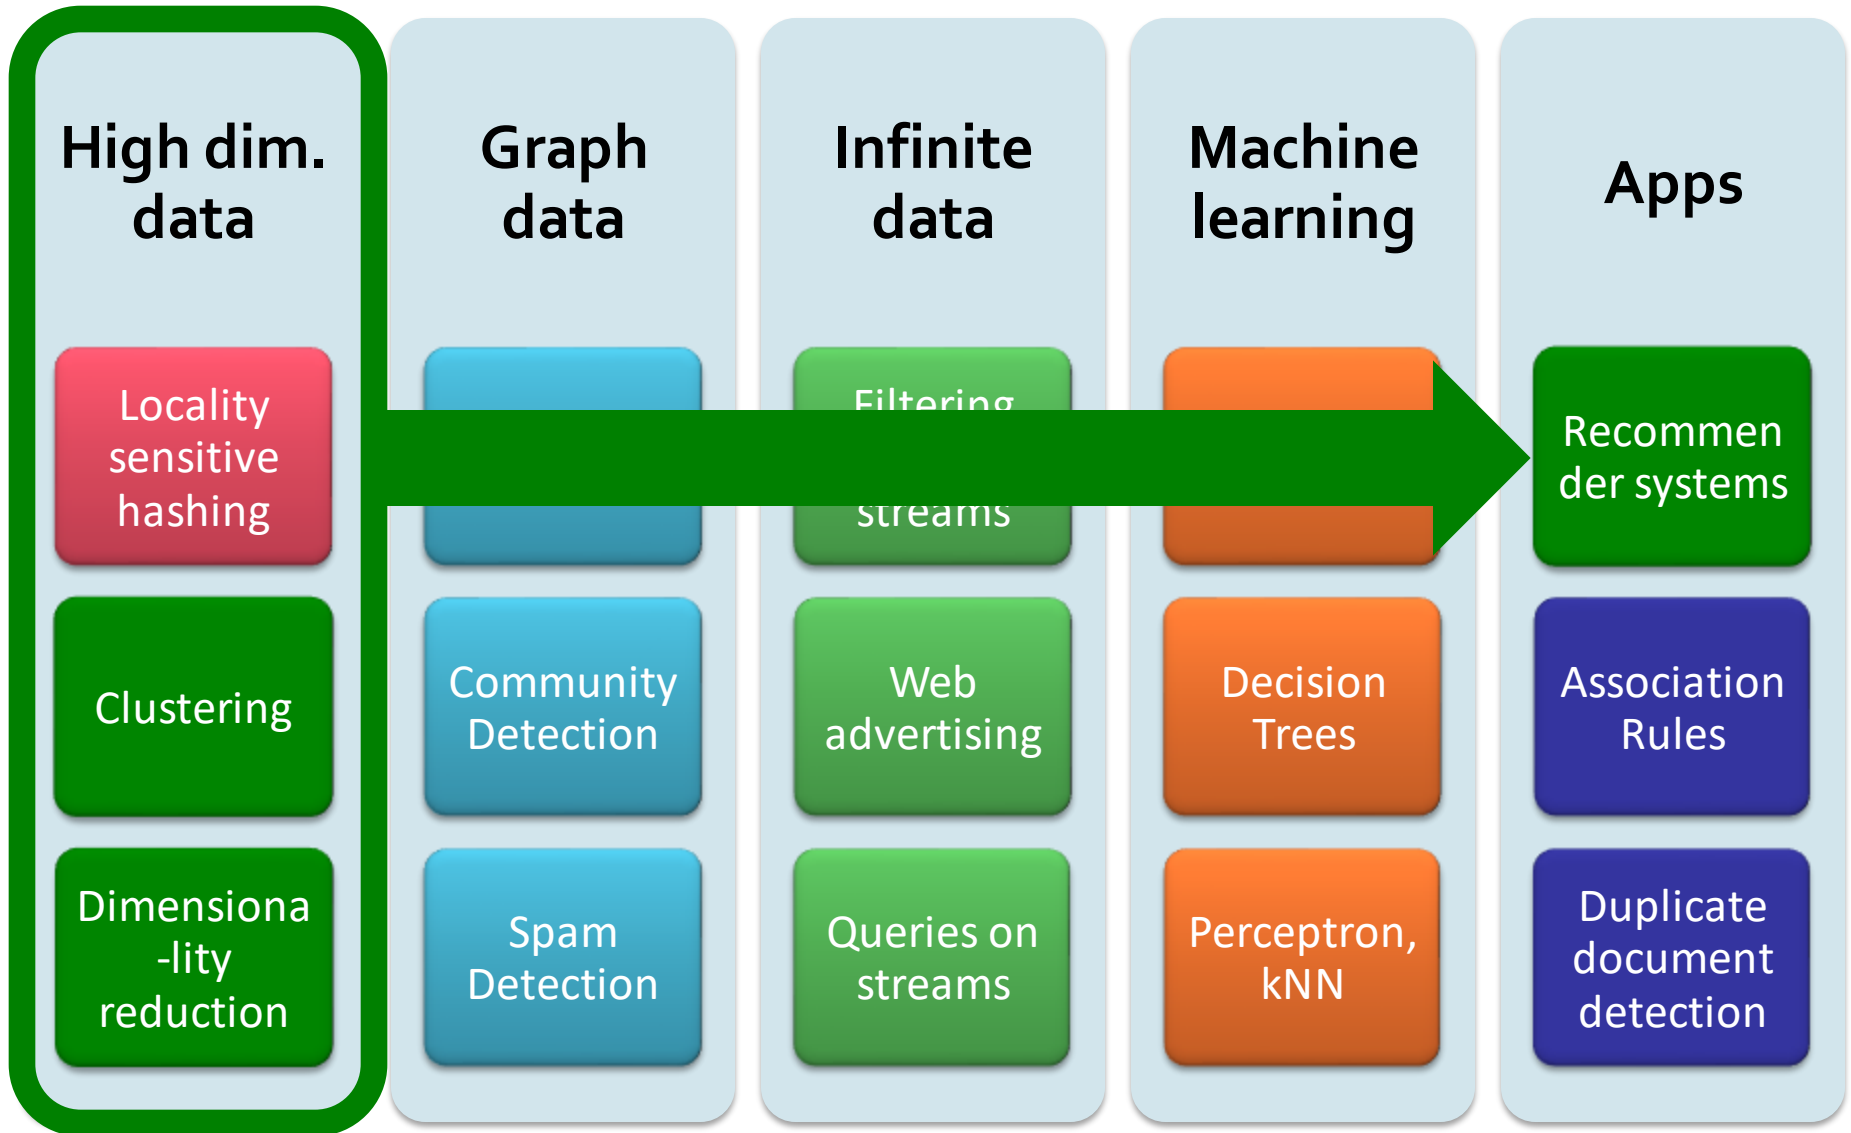 High dim.
data
Locality
sensitive
hashing
Clustering
Dimensiona
-lity
reduction
Graph
data
Community
Detection
Spam
Detection
Infinite
data
Filtering
streams
Web
advertising
Queries on
streams
Machine
learning
Decision
Trees
Perceptron,
kNN
Apps
Recommen
der systems
Association
Rules
Duplicate
document
detection